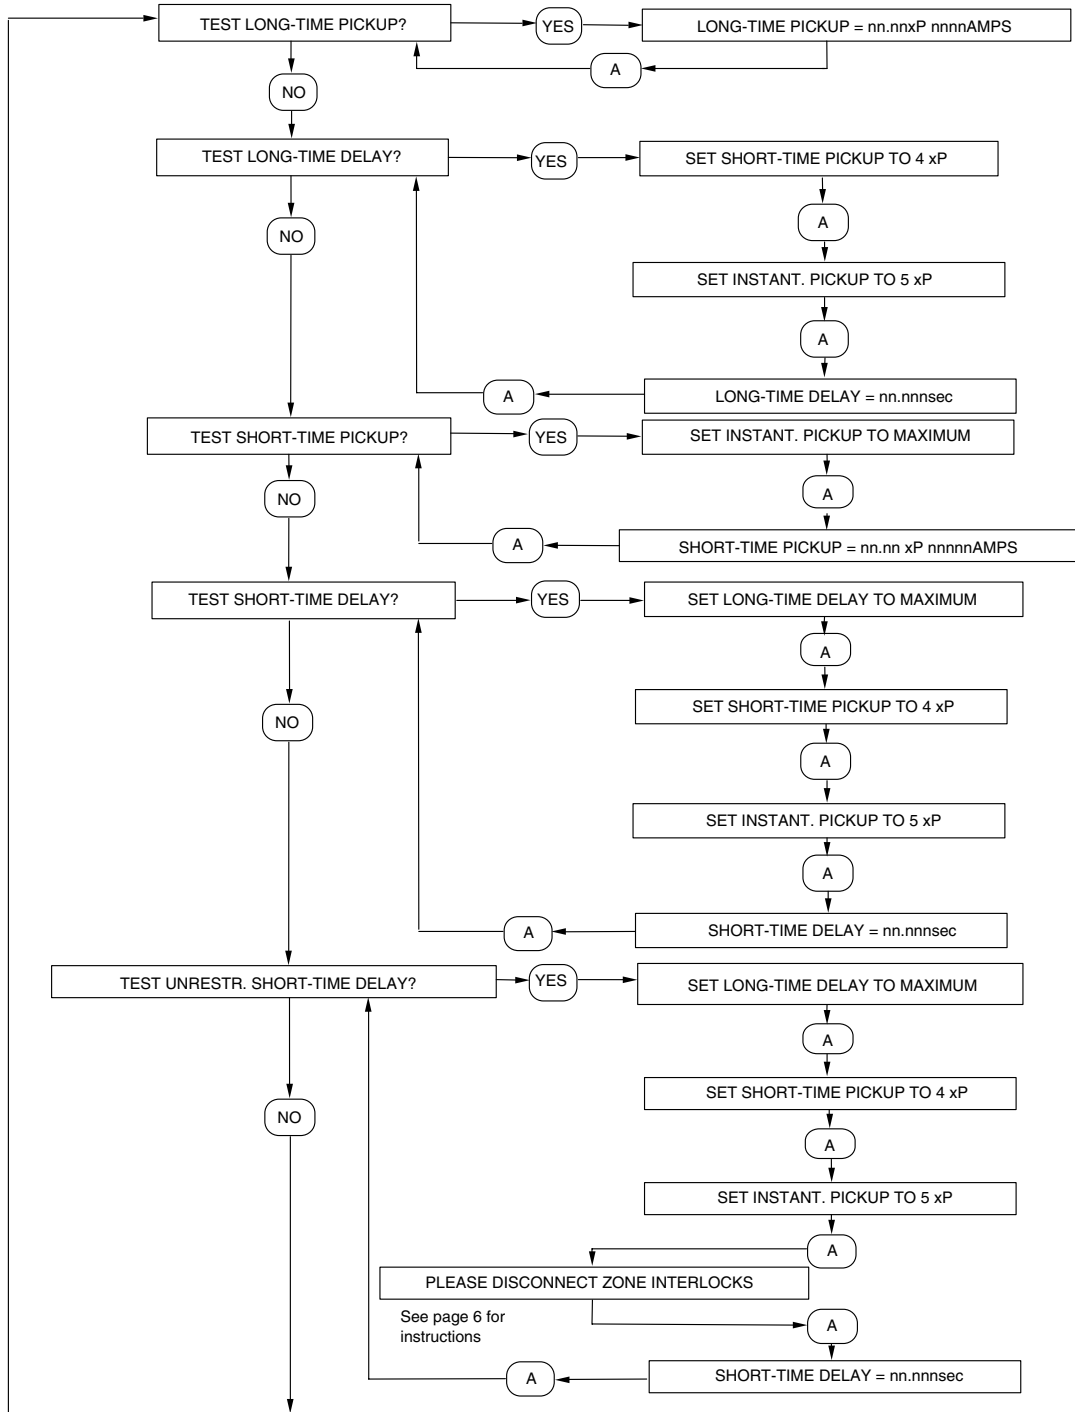 TEST LONG-TIME PICKUP?
YES
LONG-TIME PICKUP = nn.nnxP nnnnAMPS
A
NO
TEST LONG-TIME DELAY?
YES
SET SHORT-TIME PICKUP TO 4 xP
A
NO
SET INSTANT. PICKUP TO 5 xP
A
LONG-TIME DELAY = nn.nnnsec
A
TEST SHORT-TIME PICKUP?
YES
SET INSTANT. PICKUP TO MAXIMUM
A
NO
SHORT-TIME PICKUP = nn.nn xP nnnnnAMPS
A
TEST SHORT-TIME DELAY?
YES
SET LONG-TIME DELAY TO MAXIMUM
A
SET SHORT-TIME PICKUP TO 4 xP
NO
A
SET INSTANT. PICKUP TO 5 xP
A
SHORT-TIME DELAY = nn.nnnsec
A
TEST UNRESTR. SHORT-TIME DELAY?
YES
SET LONG-TIME DELAY TO MAXIMUM
A
SET SHORT-TIME PICKUP TO 4 xP
NO
A
SET INSTANT. PICKUP TO 5 xP
A
PLEASE DISCONNECT ZONE INTERLOCKS
See page 6 for
instructions
A
SHORT-TIME DELAY = nn.nnnsec
A